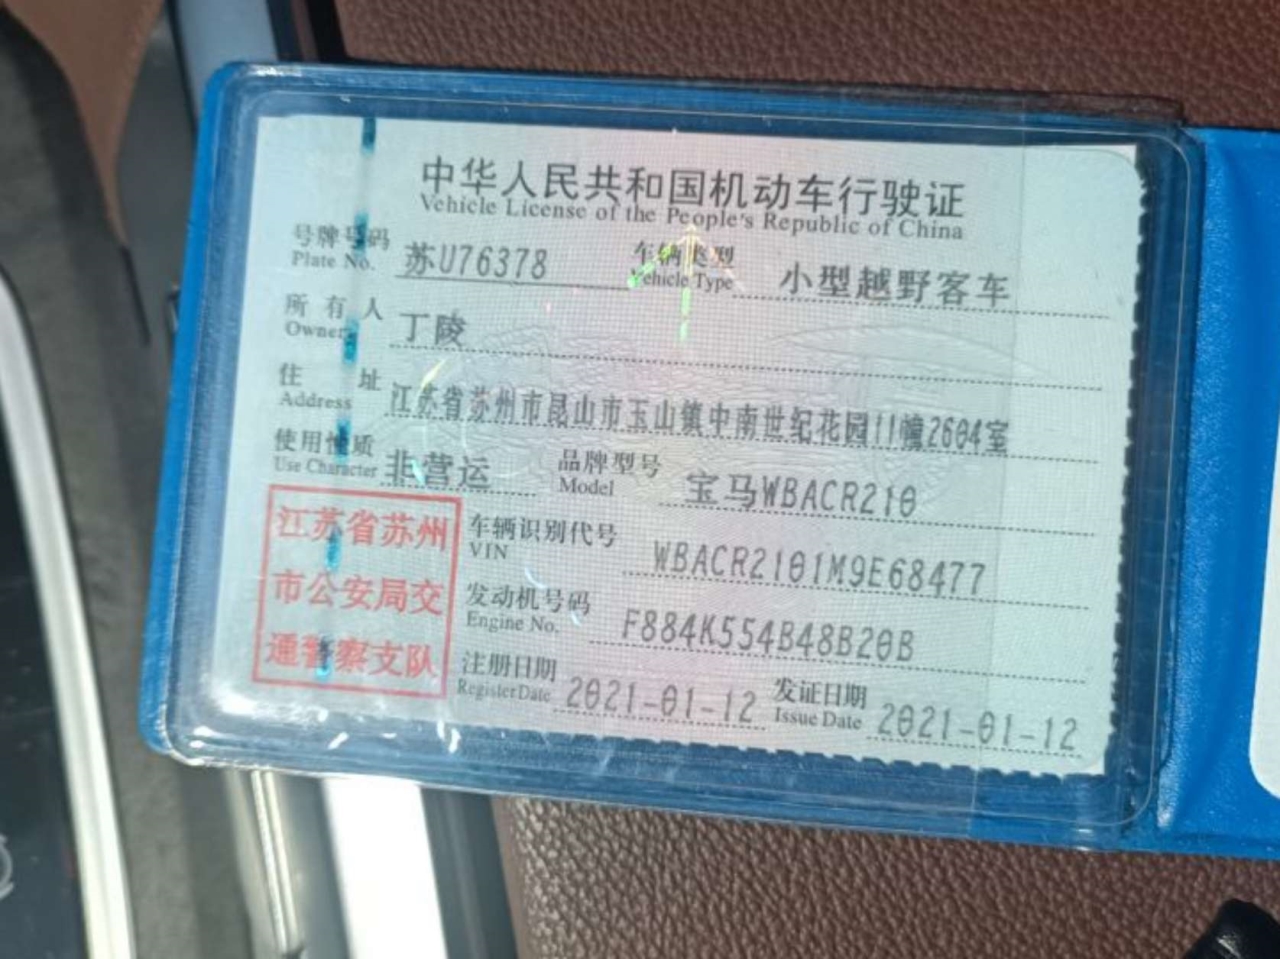 中华人民共和国机动车行驶证
Vehicle License of the People's Republic of China
号牌号码 苏U76378 车辆类型 小型越野客车
Plate No. Vehicle Type
所有人 丁陵
Owner
住址 江苏省苏州市昆山市玉山镇中南世纪花园11幢2604室
Address
使用性质 非营运 品牌型号 宝马WBACR210
Use Character Model
江苏省苏州
市公安局交
通警察支队
车辆识别代号 WBACR2101M9E68477
VIN
发动机号码 F884K554B48B20B
Engine No.
注册日期 2021-01-12 发证日期 2021-01-12
Register Date Issue Date